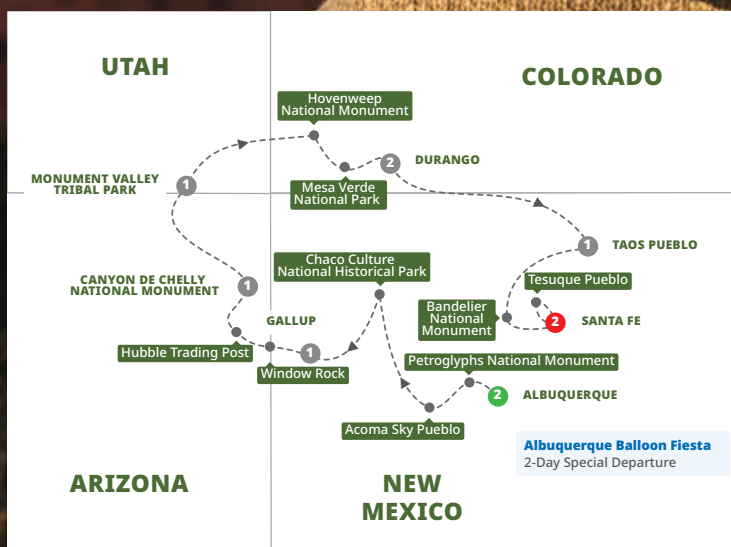 UTAH
COLORADO
Hovenweep
National Monument
2
DURANGO
MONUMENT VALLEY
TRIBAL PARK
1
Mesa Verde
National Park
1
TAOS PUEBLO
Chaco Culture
National Historical Park
Tesuque Pueblo
CANYON DE CHELLY
NATIONAL MONUMENT
1
Bandelier
National
Monument
2
SANTA FE
GALLUP
1
Hubble Trading Post
Window Rock
Petroglyphs National Monument
2
ALBUQUERQUE
Acoma Sky Pueblo
Albuquerque Balloon Fiesta
2-Day Special Departure
ARIZONA
NEW
MEXICO